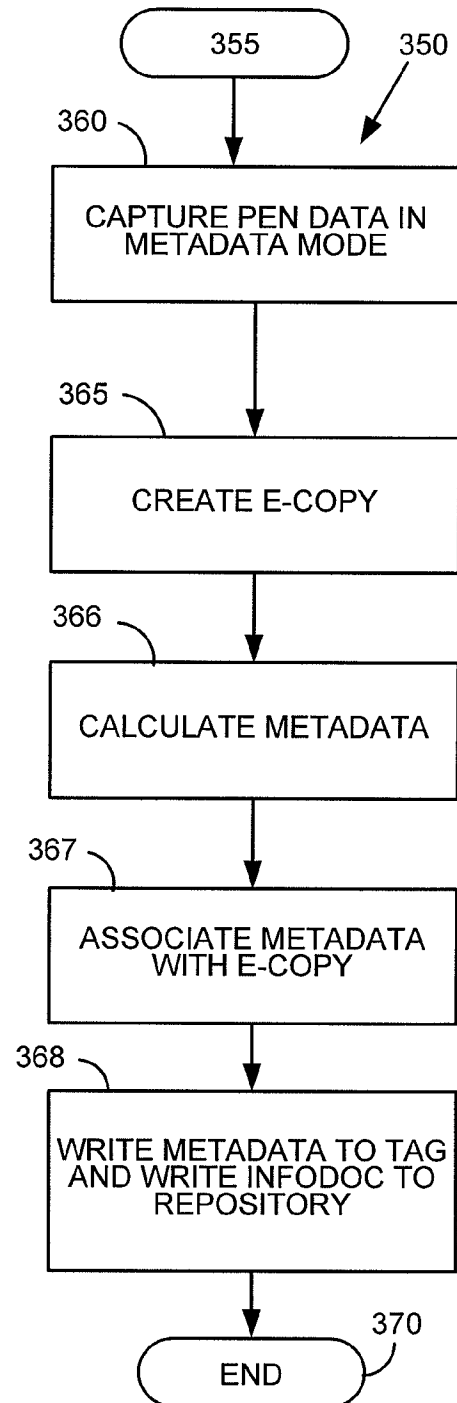 355
350
360
CAPTURE PEN DATA IN
METADATA MODE
365
CREATE E-COPY
366
CALCULATE METADATA
367
ASSOCIATE METADATA
WITH E-COPY
368
WRITE METADATA TO TAG
AND WRITE INFODOC TO
REPOSITORY
370
END